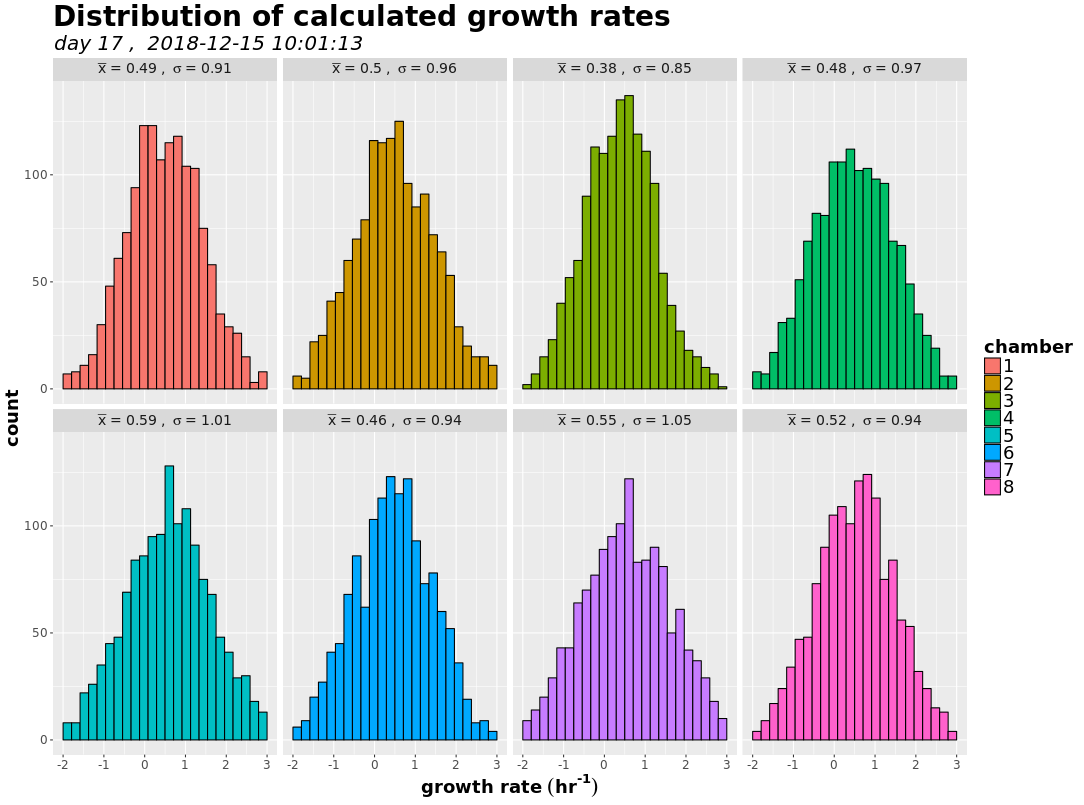 Distribution of calculated growth rates
day 17 ,  2018-12-15 10:01:13
x̅ = 0.49 ,  σ = 0.91
x̅ = 0.5 ,  σ = 0.96
x̅ = 0.38 ,  σ = 0.85
x̅ = 0.48 ,  σ = 0.97
100
50
0
x̅ = 0.59 ,  σ = 1.01
x̅ = 0.46 ,  σ = 0.94
x̅ = 0.55 ,  σ = 1.05
x̅ = 0.52 ,  σ = 0.94
100
50
0
-2 -1 0 1 2 3
-2 -1 0 1 2 3
-2 -1 0 1 2 3
-2 -1 0 1 2 3
count
growth rate (hr⁻¹)
chamber
1
2
3
4
5
6
7
8